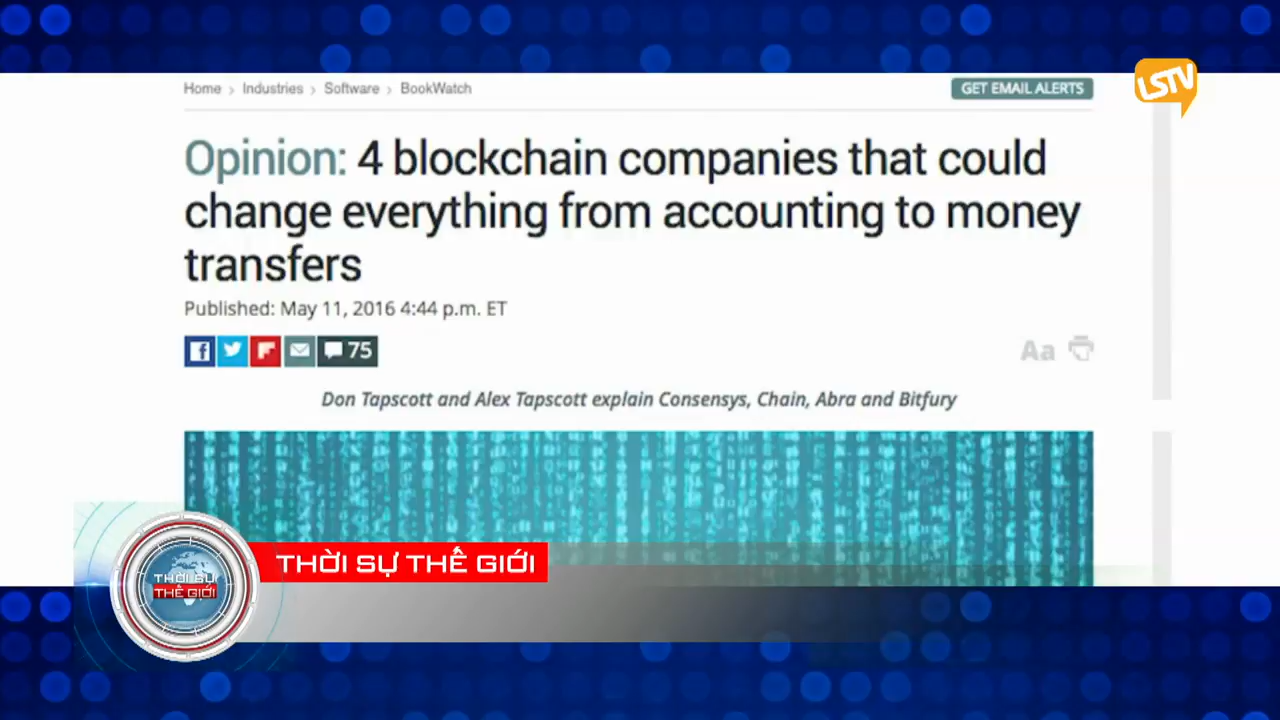 Home > Industries > Software > BookWatch
GET EMAIL ALERTS
LSTV
Opinion: 4 blockchain companies that could
change everything from accounting to money
transfers
Published: May 11, 2016 4:44 p.m. ET
75
Aa
Don Tapscott and Alex Tapscott explain Consensys, Chain, Abra and Bitfury
THỜI SỰ THẾ GIỚI
THỜI SỰ
THẾ GIỚI